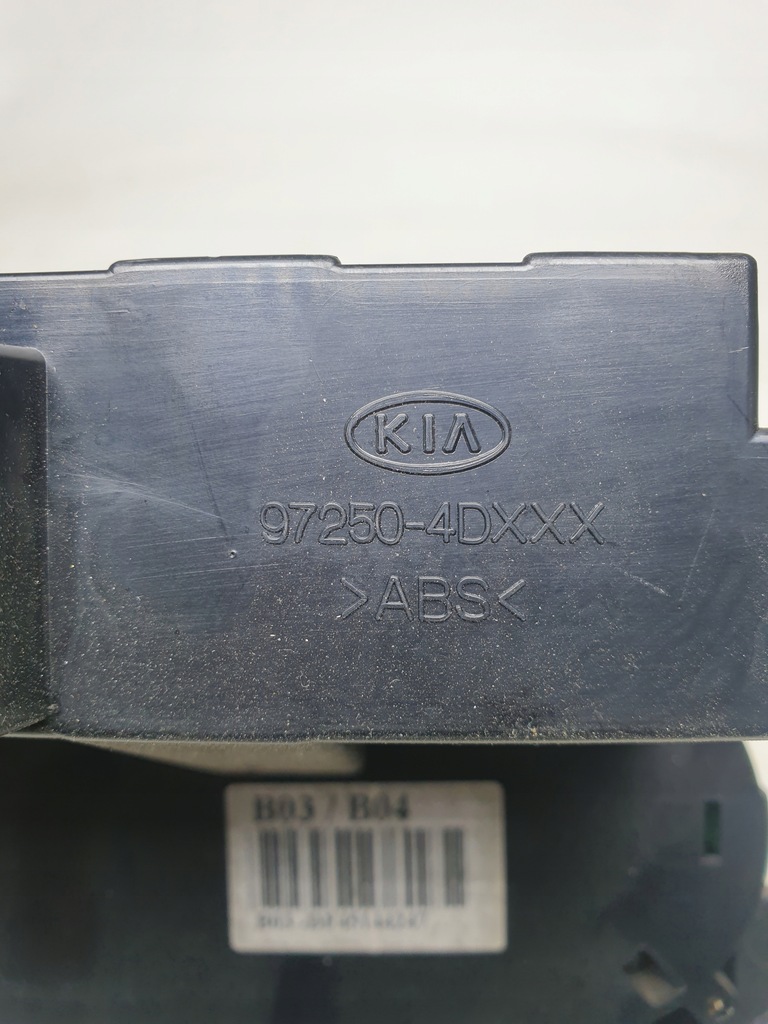 KIA
97250-4DXXX
>ABS<
B03 / B04